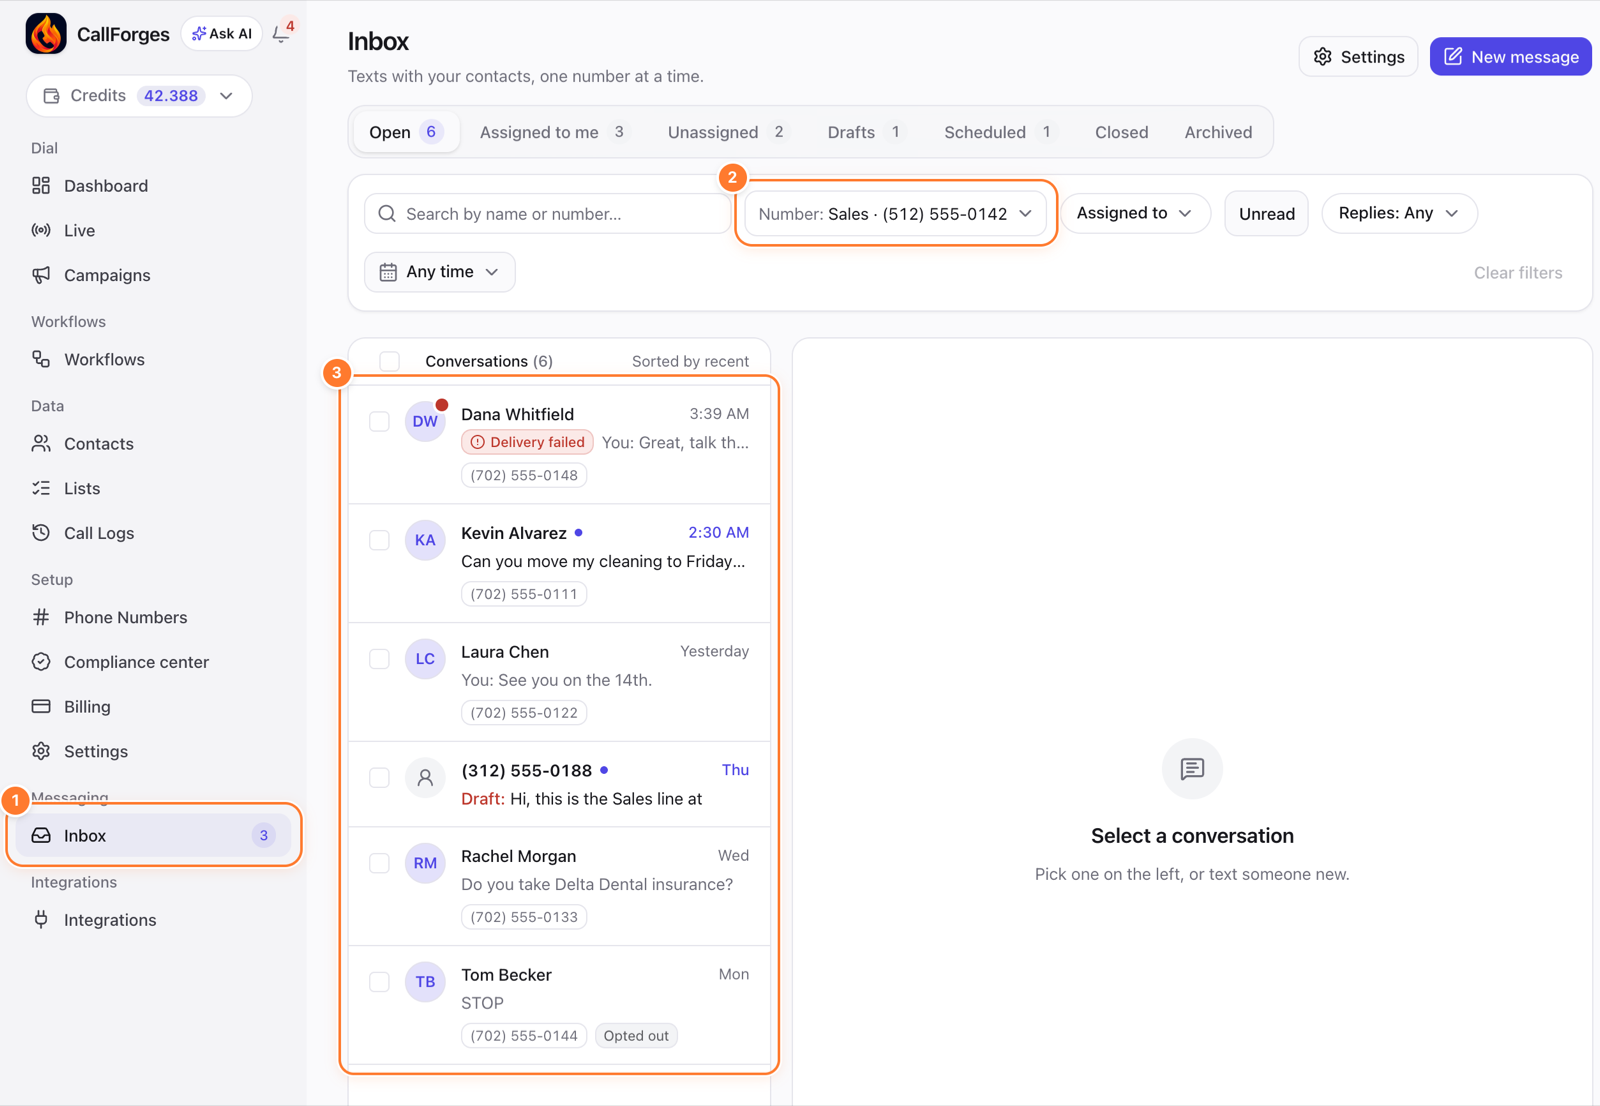 CallForges
Ask AI
4
Credits 42.388
Dial
Dashboard
Live
Campaigns
Workflows
Workflows
Data
Contacts
Lists
Call Logs
Setup
Phone Numbers
Compliance center
Billing
Settings
Messaging
1
Inbox 3
Integrations
Integrations
Inbox
Texts with your contacts, one number at a time.
Settings
New message
Open 6
Assigned to me 3
Unassigned 2
Drafts 1
Scheduled 1
Closed
Archived
Search by name or number...
2
Number: Sales · (512) 555-0142
Assigned to
Unread
Replies: Any
Any time
Clear filters
3
Conversations (6)
Sorted by recent
DW
Dana Whitfield 3:39 AM
Delivery failed You: Great, talk th...
(702) 555-0148
KA
Kevin Alvarez 2:30 AM
Can you move my cleaning to Friday...
(702) 555-0111
LC
Laura Chen Yesterday
You: See you on the 14th.
(702) 555-0122
(312) 555-0188 Thu
Draft: Hi, this is the Sales line at
RM
Rachel Morgan Wed
Do you take Delta Dental insurance?
(702) 555-0133
TB
Tom Becker Mon
STOP
(702) 555-0144 Opted out
Select a conversation
Pick one on the left, or text someone new.